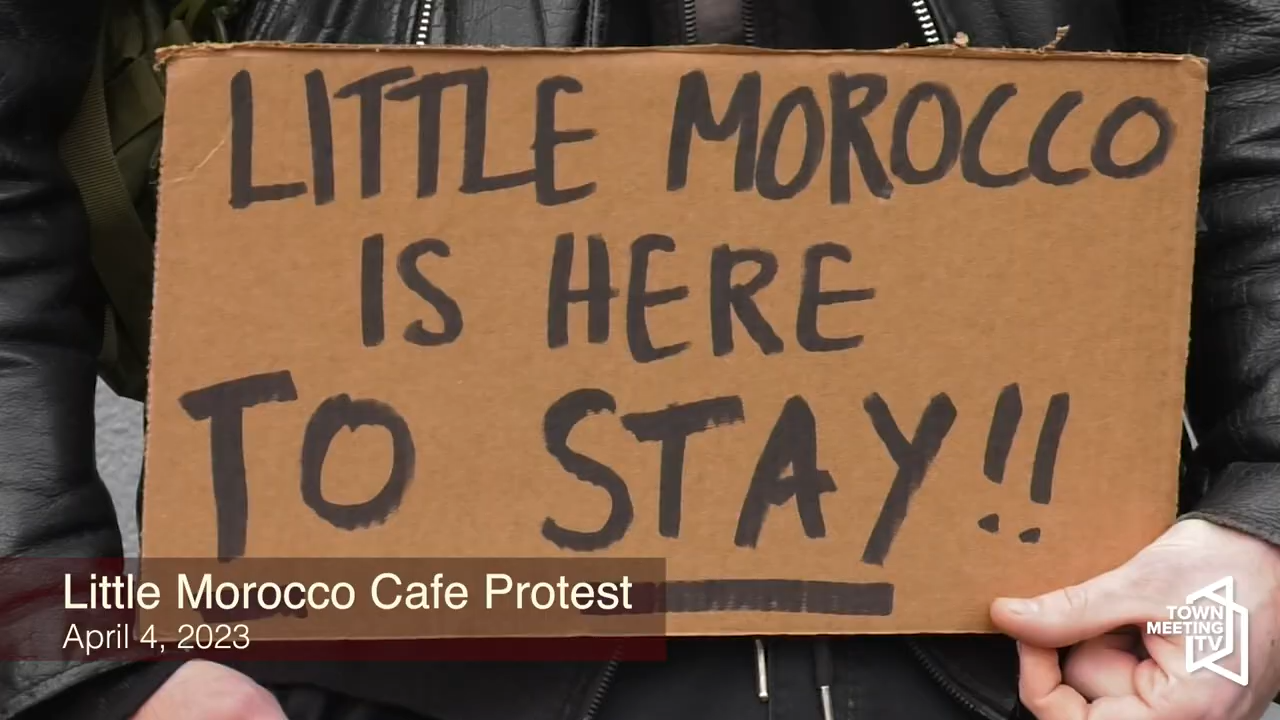 LITTLE MOROCCO
IS HERE
TO STAY!!
Little Morocco Cafe Protest
April 4, 2023
TOWN
MEETING
TV